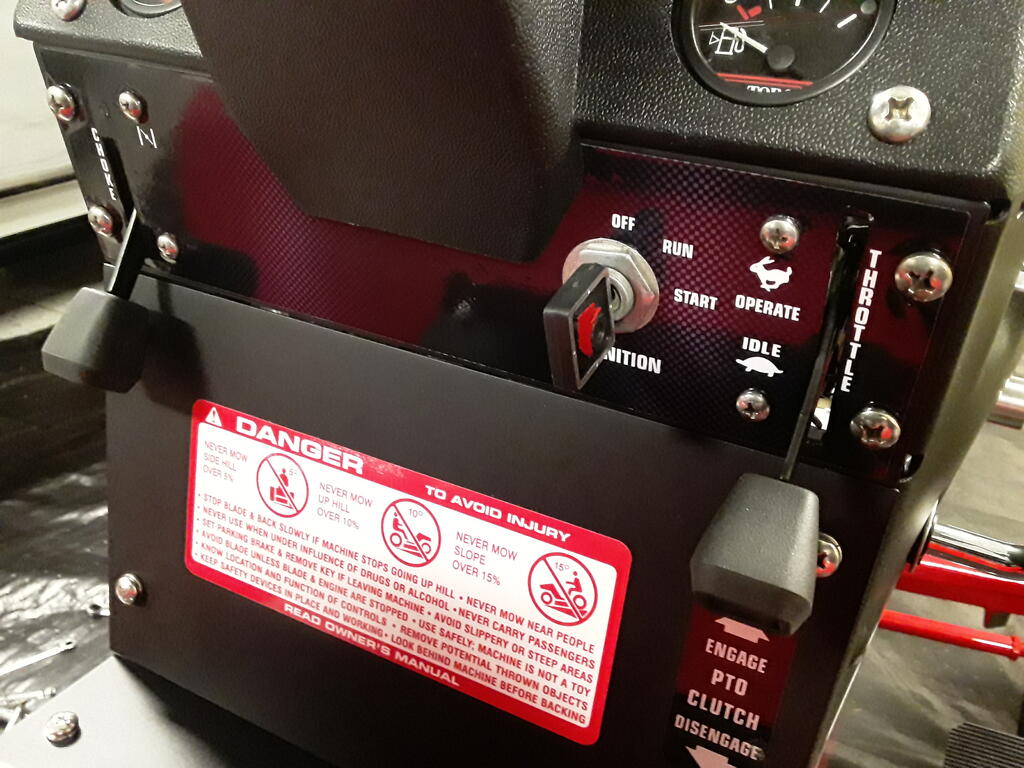 CHOKE
N
OFF
RUN
START
OPERATE
IDLE
THROTTLE
DANGER
TO AVOID INJURY
NEVER MOW
SIDE HILL
OVER 5%
5°
NEVER MOW
UP HILL
OVER 10%
10°
NEVER MOW
SLOPE
OVER 15%
15°
• STOP BLADE & BACK SLOWLY IF MACHINE STOPS GOING UP HILL • NEVER MOW NEAR PEOPLE
• NEVER USE WHEN UNDER INFLUENCE OF DRUGS OR ALCOHOL • NEVER CARRY PASSENGERS
• SET PARKING BRAKE & REMOVE KEY IF LEAVING MACHINE • AVOID SLIPPERY OR STEEP AREAS
• AVOID BLADE UNLESS BLADE & ENGINE ARE STOPPED • USE SAFELY: MACHINE IS NOT A TOY
• KNOW LOCATION AND FUNCTION OF CONTROLS • REMOVE POTENTIAL THROWN OBJECTS
• KEEP SAFETY DEVICES IN PLACE AND WORKING • LOOK BEHIND MACHINE BEFORE BACKING
READ OWNER'S MANUAL
ENGAGE
PTO
CLUTCH
DISENGAGE